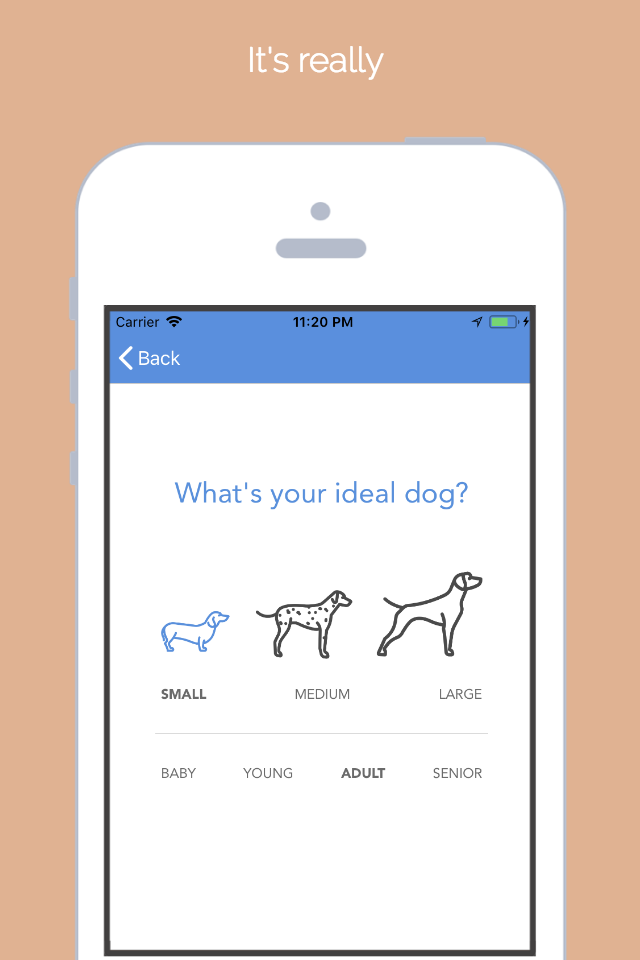 It's really
Carrier 11:20 PM
Back
What's your ideal dog?
SMALL MEDIUM LARGE
BABY YOUNG ADULT SENIOR